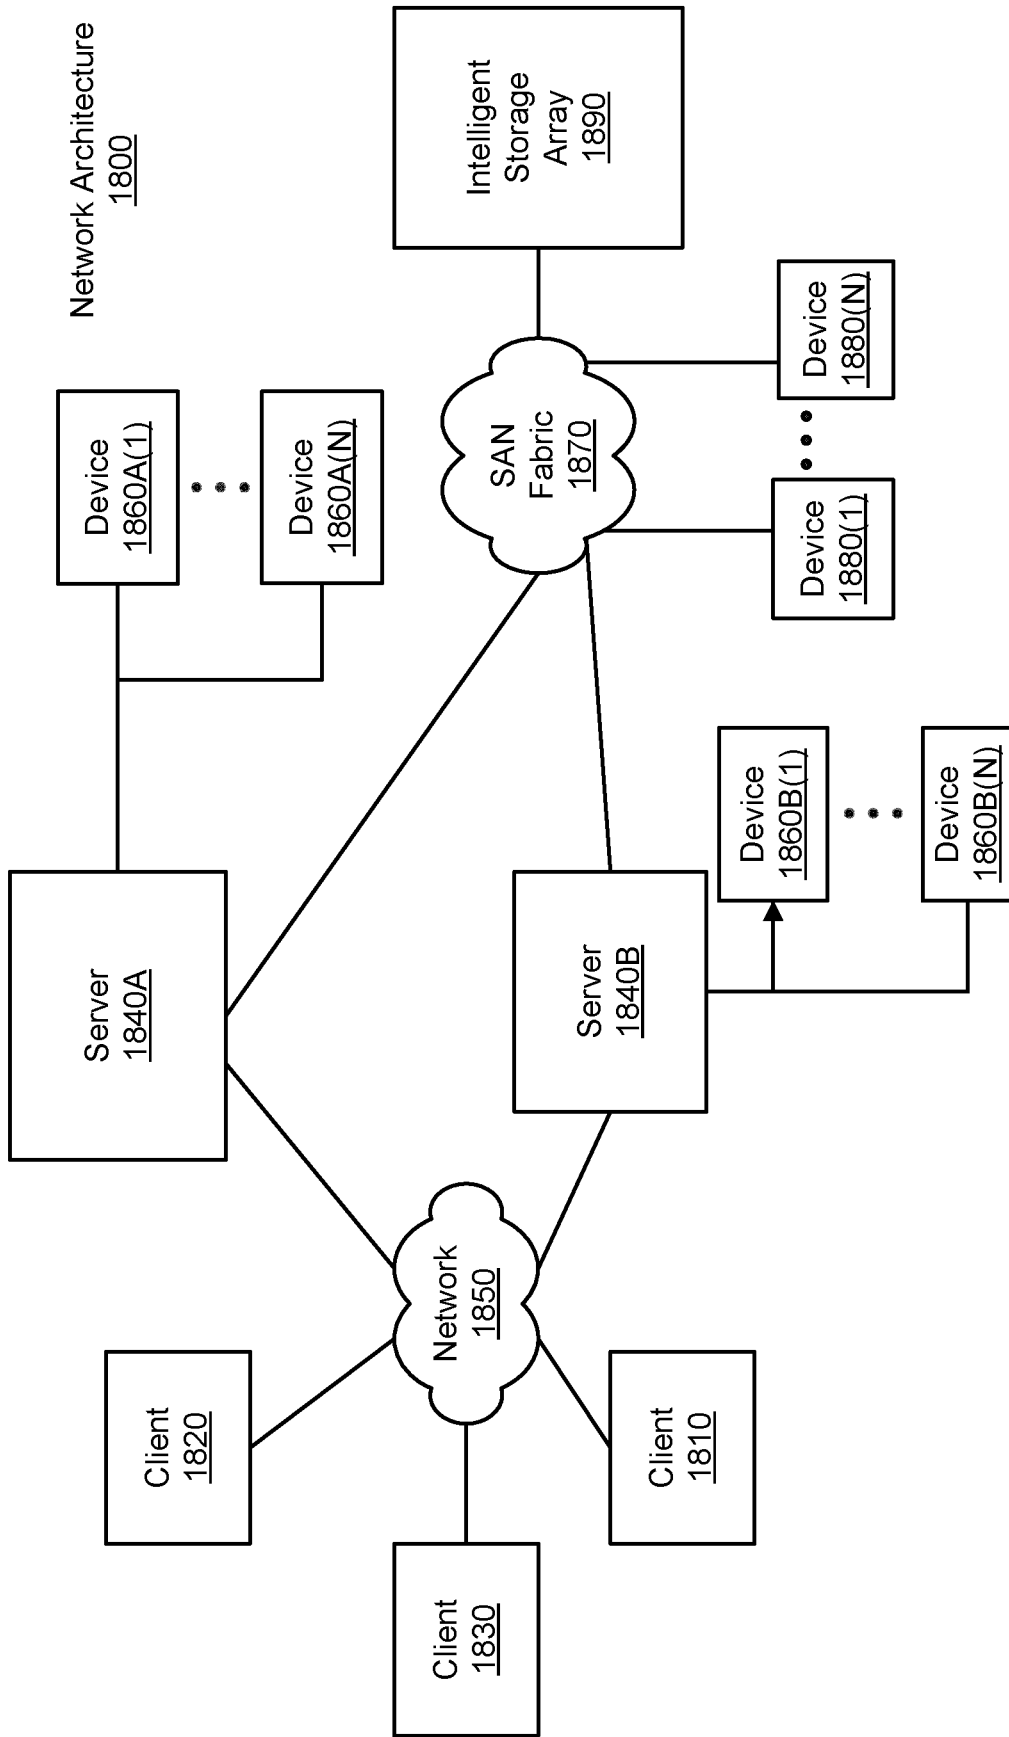 Network Architecture
1800
Device
1860A(1)
Device
1860A(N)
Server
1840A
Client
1820
Client
1830
Network
1850
Client
1810
Server
1840B
SAN
Fabric
1870
Intelligent
Storage
Array
1890
Device
1860B(1)
Device
1860B(N)
Device
1880(1)
Device
1880(N)